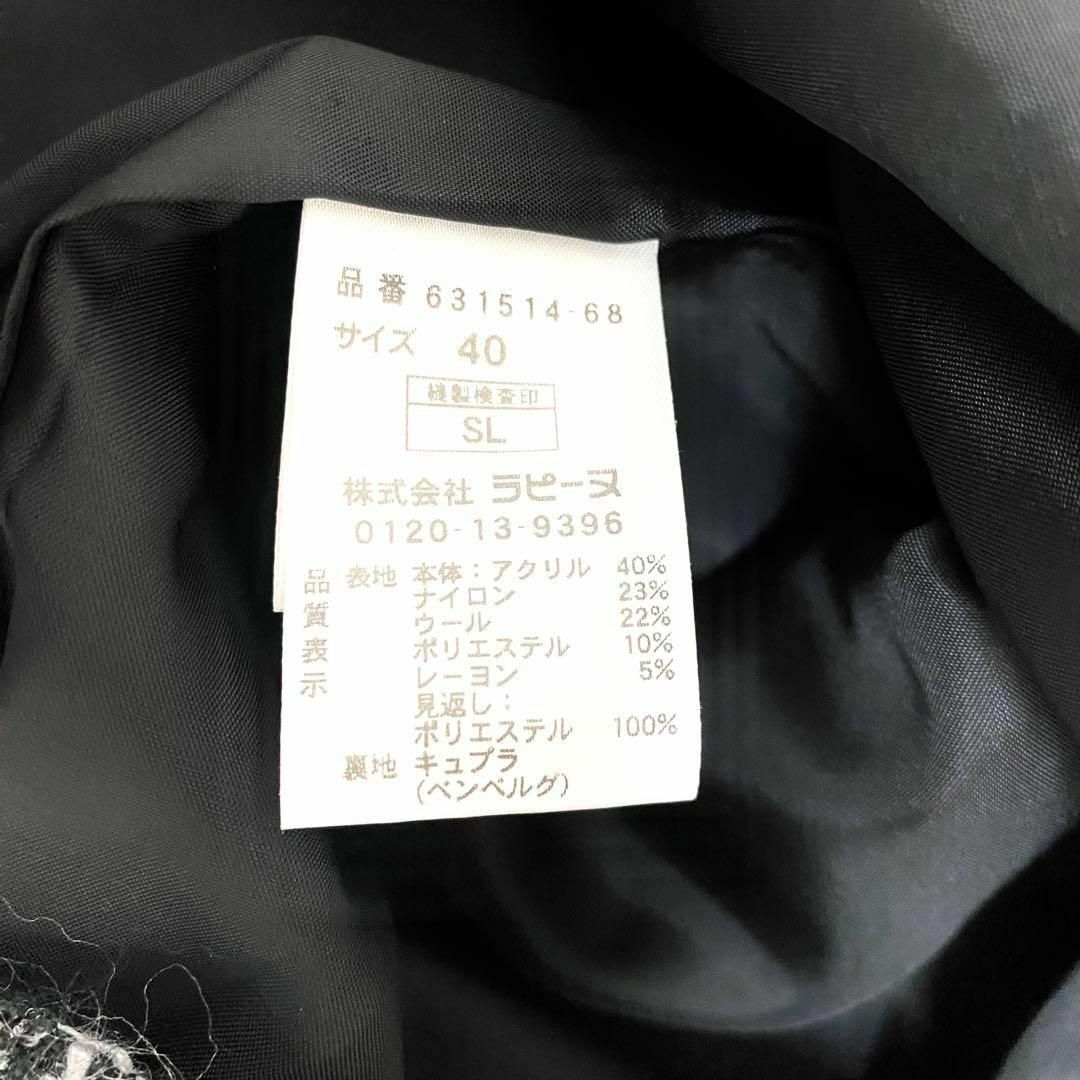 品番 631514-68
サイズ 40
縫製検査印
SL
株式会社 ラピーヌ
0120-13-9396
品質表示
表地 本体：アクリル 40%
ナイロン 23%
ウール 22%
ポリエステル 10%
レーヨン 5%
見返し：
ポリエステル 100%
裏地 キュプラ
(ベンベルグ)